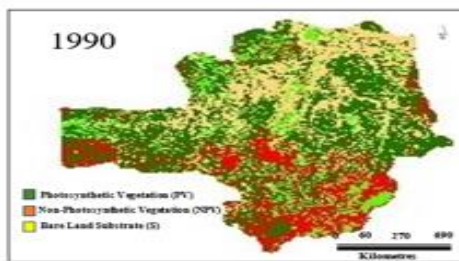 1990
Photosynthetic Vegetation (PV)
Non-Photosynthetic Vegetation (NPV)
Bare Land Substrate (S)
60 270 690
Kilometres